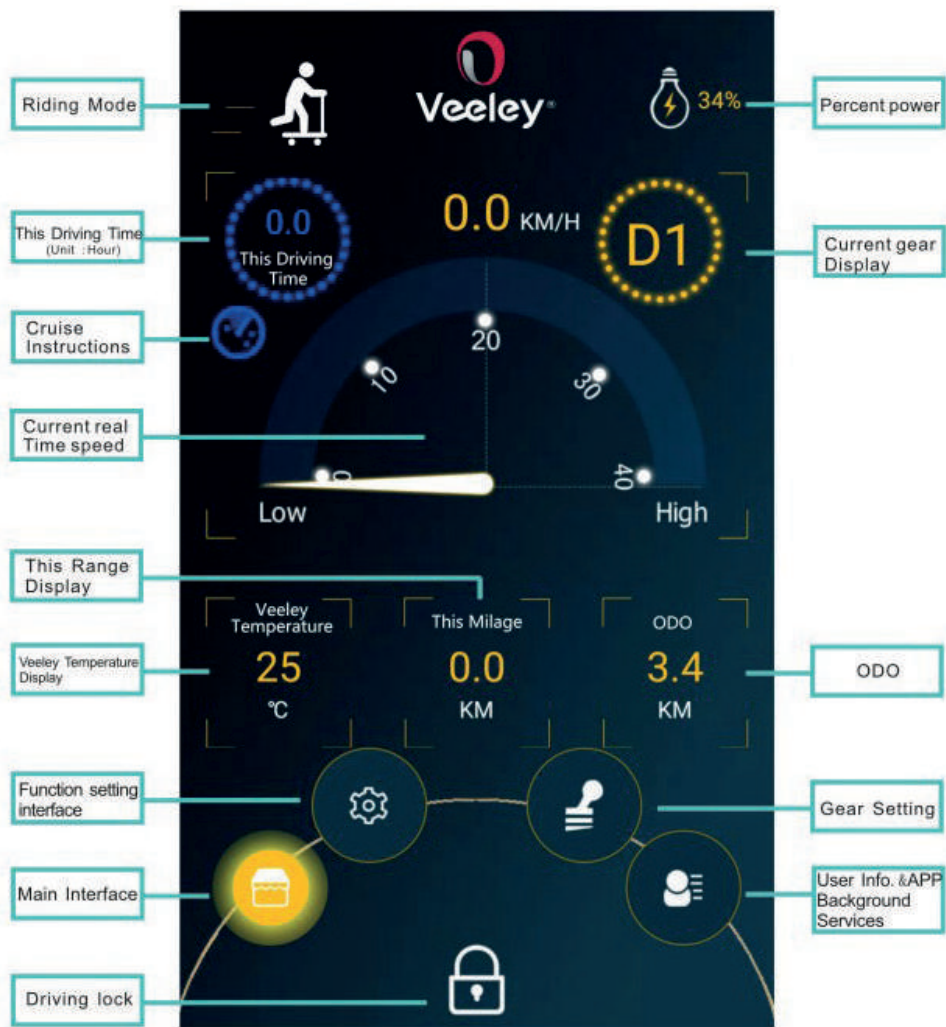 Veeley®
Riding Mode
34%
Percent power
This Driving Time
(Unit :Hour)
0.0
This Driving
Time
0.0 KM/H
D1
Current gear
Display
Cruise
Instructions
Current real
Time speed
0
10
20
30
40
Low
High
This Range
Display
Veeley
Temperature
25
℃
This Milage
0.0
KM
ODO
3.4
KM
Veeley Temperature
Display
ODO
Function setting
interface
Gear Setting
Main Interface
User Info.&APP
Background
Services
Driving lock